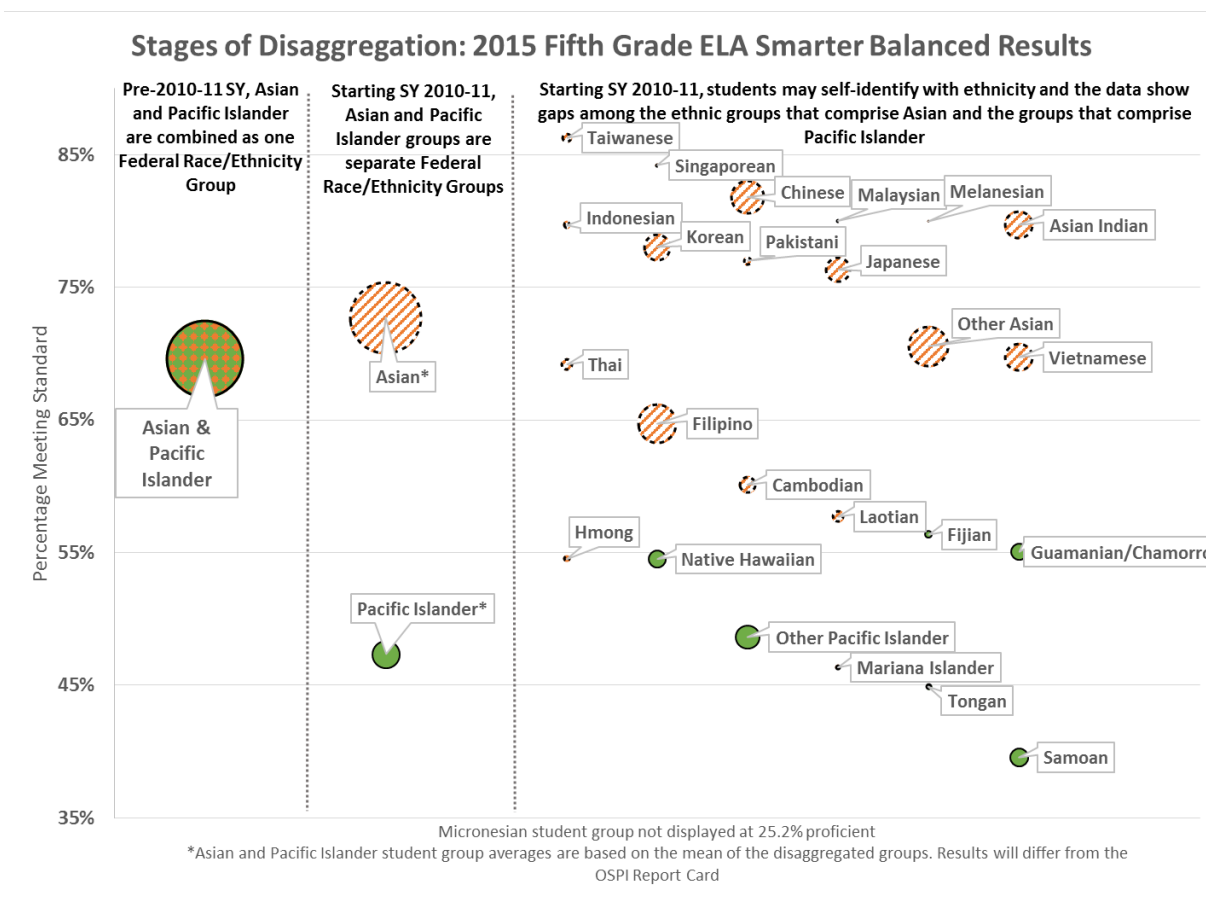 Stages of Disaggregation: 2015 Fifth Grade ELA Smarter Balanced Results
Pre-2010-11 SY, Asian
and Pacific Islander
are combined as one
Federal Race/Ethnicity
Group
Starting SY 2010-11,
Asian and Pacific
Islander groups are
separate Federal
Race/Ethnicity Groups
Starting SY 2010-11, students may self-identify with ethnicity and the data show
gaps among the ethnic groups that comprise Asian and the groups that comprise
Pacific Islander
Percentage Meeting Standard
85%
75%
65%
55%
45%
35%
Asian &
Pacific
Islander
Asian*
Pacific Islander*
Taiwanese
Singaporean
Chinese
Malaysian
Melanesian
Indonesian
Korean
Pakistani
Asian Indian
Japanese
Other Asian
Thai
Vietnamese
Filipino
Cambodian
Laotian
Hmong
Fijian
Native Hawaiian
Guamanian/Chamorro
Other Pacific Islander
Mariana Islander
Tongan
Samoan
Micronesian student group not displayed at 25.2% proficient
*Asian and Pacific Islander student group averages are based on the mean of the disaggregated groups. Results will differ from the
OSPI Report Card